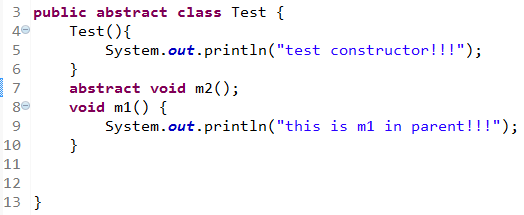 3 public abstract class Test {
4     Test(){
5         System.out.println("test constructor!!!");
6     }
7     abstract void m2();
8     void m1() {
9         System.out.println("this is m1 in parent!!!");
10     }
11
12
13 }